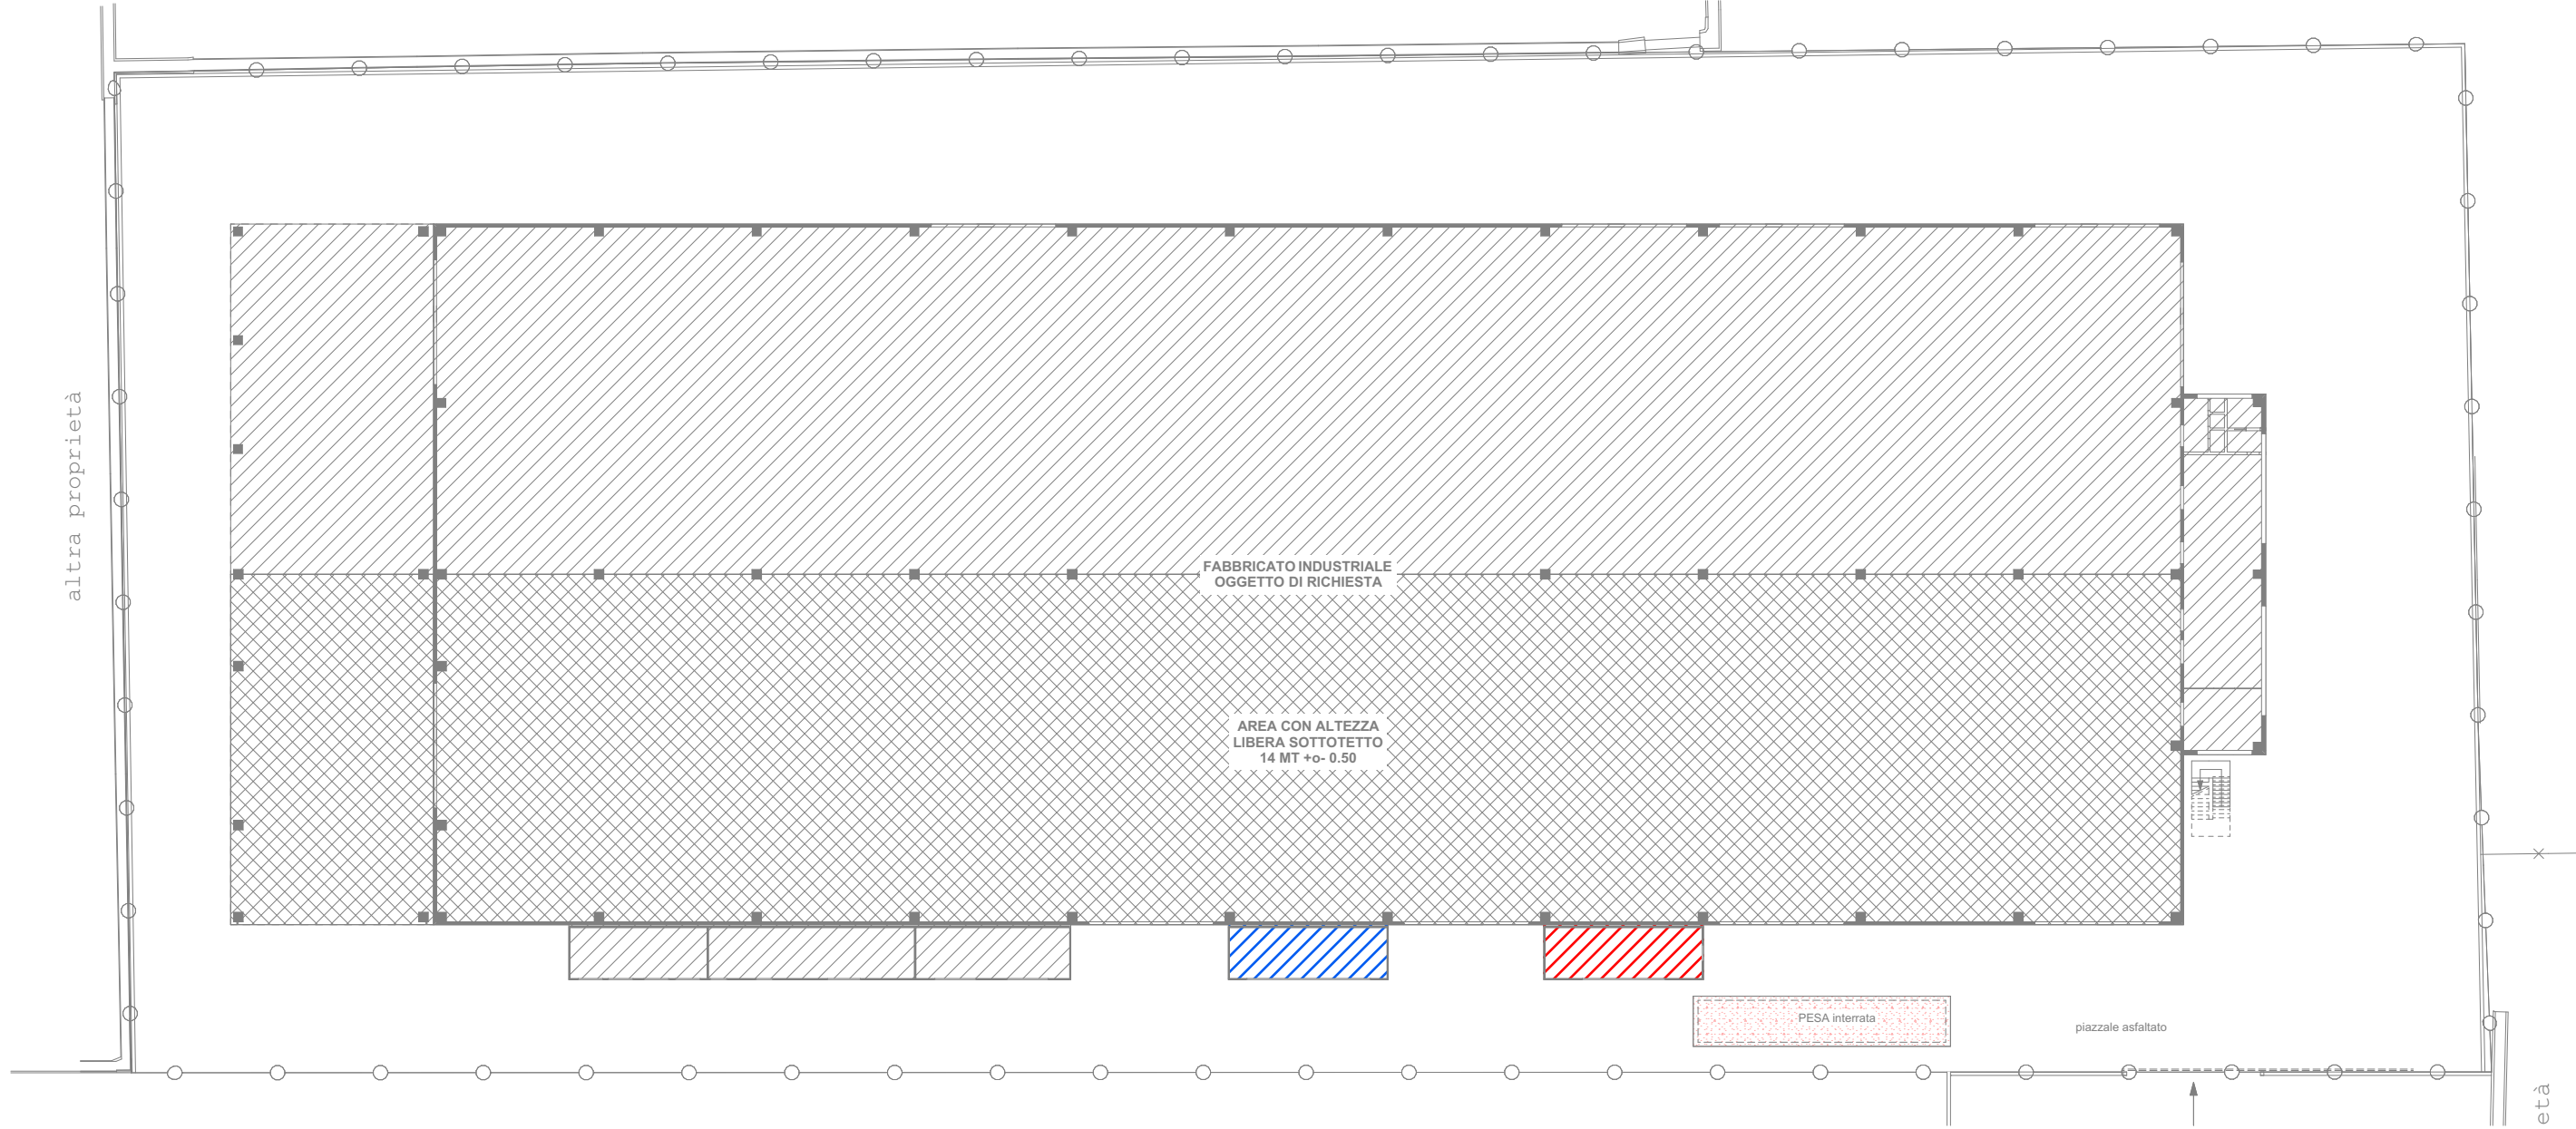 altra proprietà
FABBRICATO INDUSTRIALE
OGGETTO DI RICHIESTA
AREA CON ALTEZZA
LIBERA SOTTOTETTO
14 MT +o- 0.50
PESA interrata
piazzale asfaltato
età